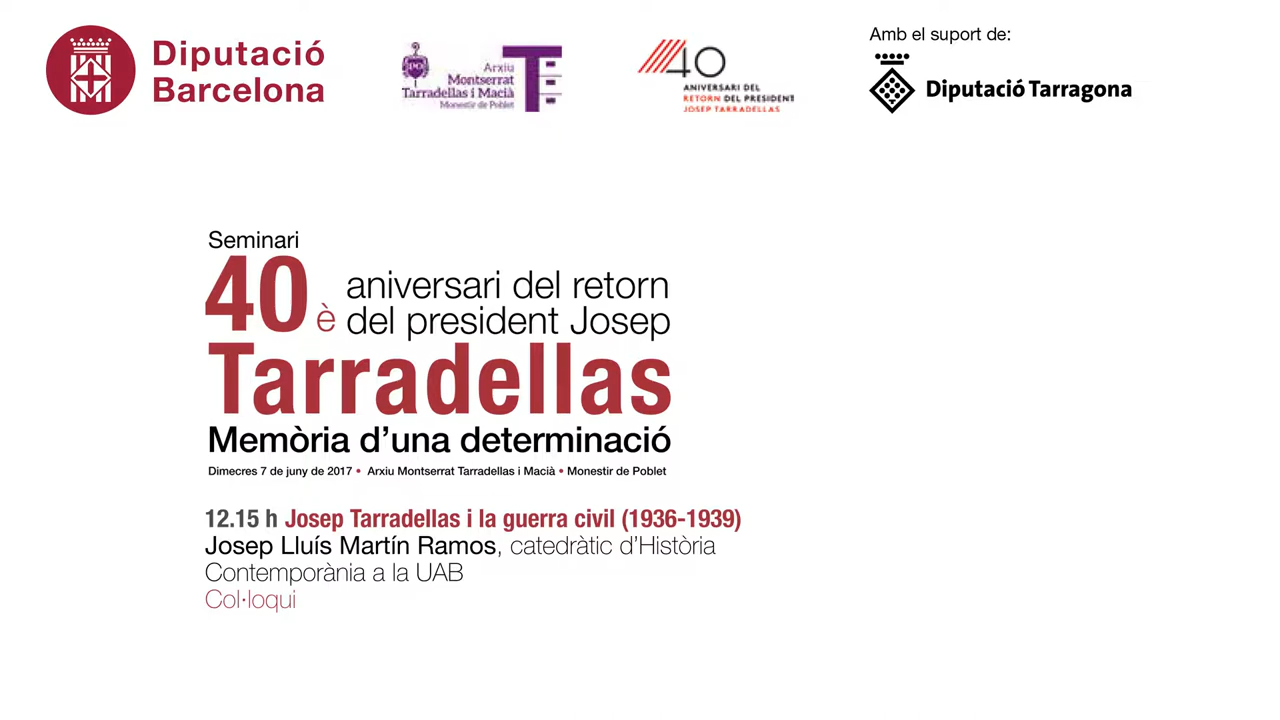 Diputació
Barcelona
Arxiu
Montserrat
Tarradellas i Macià
Monestir de Poblet
40
ANIVERSARI DEL
RETORN DEL PRESIDENT
JOSEP TARRADELLAS
Amb el suport de:
Diputació Tarragona
Seminari
40è aniversari del retorn
del president Josep
Tarradellas
Memòria d’una determinació
Dimecres 7 de juny de 2017 • Arxiu Montserrat Tarradellas i Macià • Monestir de Poblet
12.15 h Josep Tarradellas i la guerra civil (1936-1939)
Josep Lluís Martín Ramos, catedràtic d’Història
Contemporània a la UAB
Col·loqui